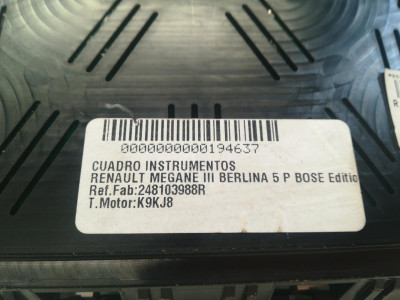 0000000000194637
CUADRO INSTRUMENTOS
RENAULT MEGANE III BERLINA 5 P BOSE Editio
Ref.Fab:248103988R
T.Motor:K9KJ8